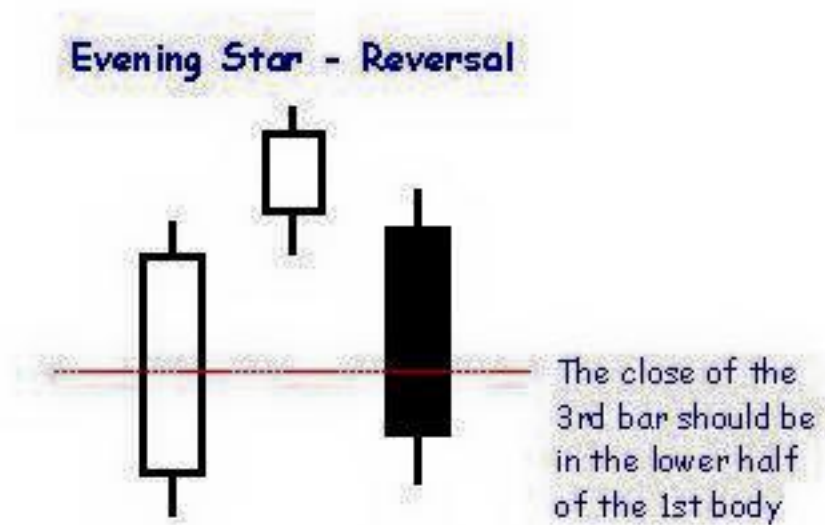 Evening Star - Reversal
The close of the
3rd bar should be
in the lower half
of the 1st body